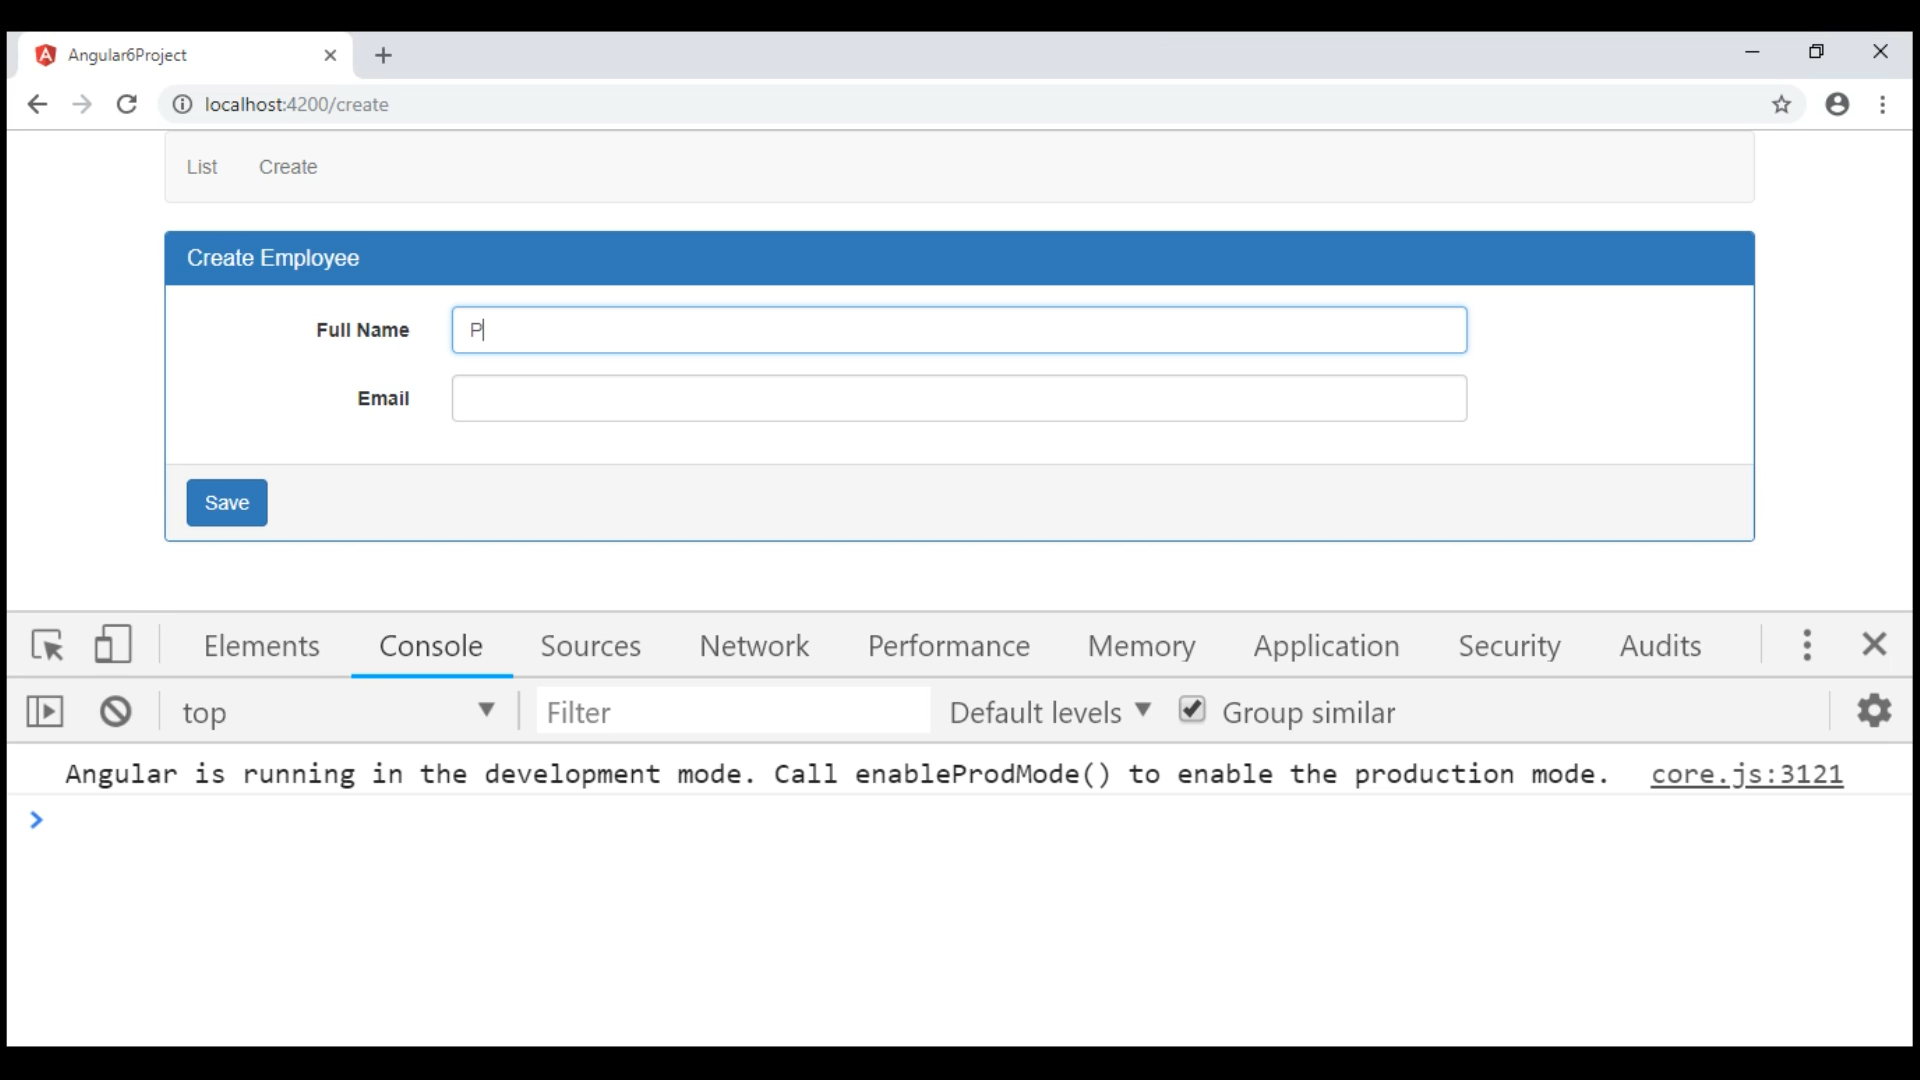 Angular6Project
localhost:4200/create
List Create
Create Employee
Full Name P
Email
Save
Elements Console Sources Network Performance Memory Application Security Audits
top Filter Default levels Group similar
Angular is running in the development mode. Call enableProdMode() to enable the production mode. core.js:3121